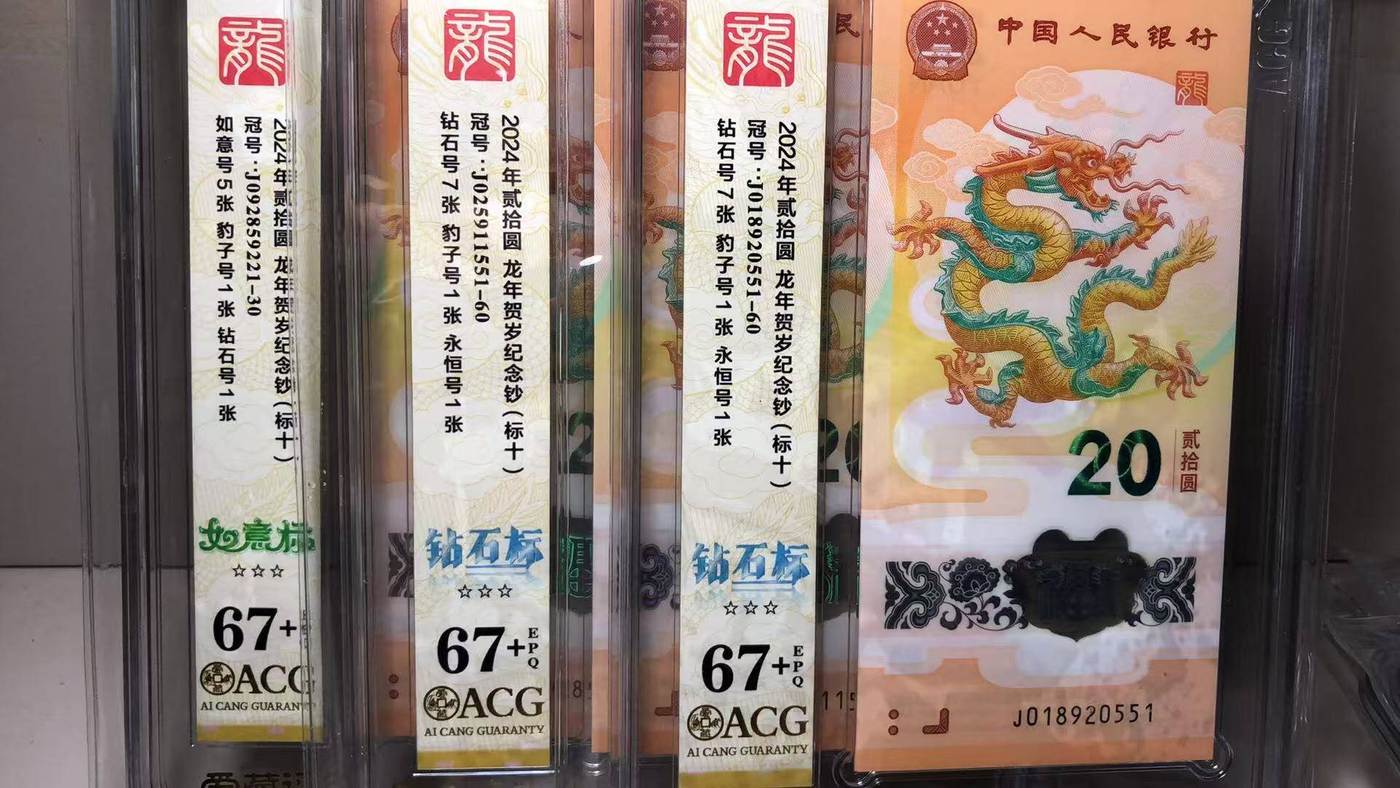 龍
2024年贰拾圆 龙年贺岁纪念钞(标十)
冠号:J092859221-30
如意号5张 豹子号1张 钻石号1张
如意标
☆☆☆
67+
ACG
AI CANG GUARANT
龍
2024年贰拾圆 龙年贺岁纪念钞(标十)
冠号:J025911551-60
钻石号7张 豹子号1张 永恒号1张
钻石标
☆☆☆
67+EPQ
ACG
AI CANG GUARANTY
龍
2024年贰拾圆 龙年贺岁纪念钞(标十)
冠号:J018920551-60
钻石号7张 豹子号1张 永恒号1张
钻石标
☆☆☆
67+EPQ
ACG
AI CANG GUARANTY
中国人民银行
龍
20
贰拾圆
J018920551